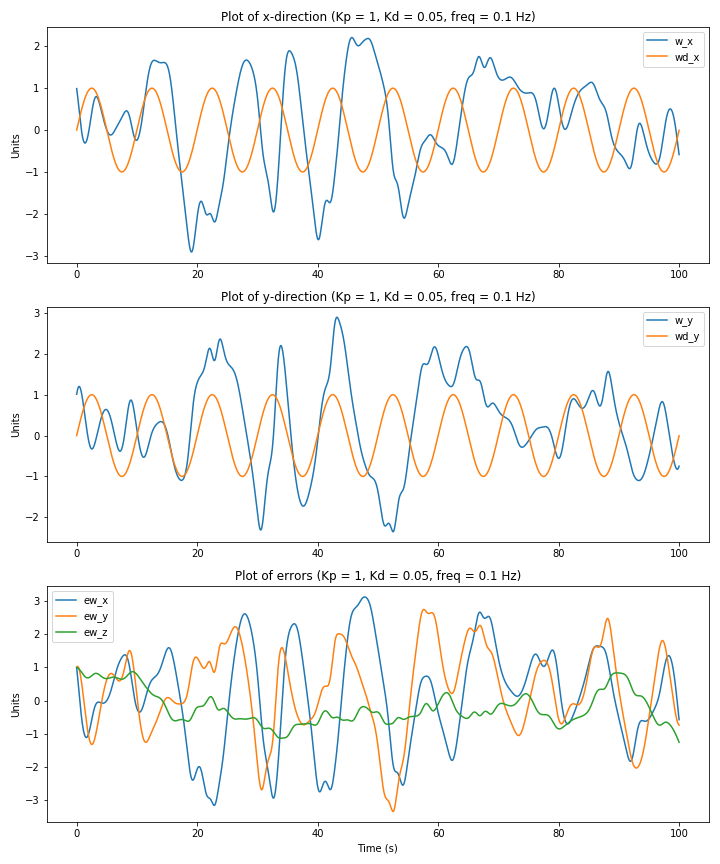 Plot of x-direction (Kp = 1, Kd = 0.05, freq = 0.1 Hz)
w_x
wd_x
Units
2
1
0
−1
−2
−3
0 20 40 60 80 100
Plot of y-direction (Kp = 1, Kd = 0.05, freq = 0.1 Hz)
w_y
wd_y
Units
3
2
1
0
−1
−2
0 20 40 60 80 100
Plot of errors (Kp = 1, Kd = 0.05, freq = 0.1 Hz)
ew_x
ew_y
ew_z
Units
3
2
1
0
−1
−2
−3
0 20 40 60 80 100
Time (s)